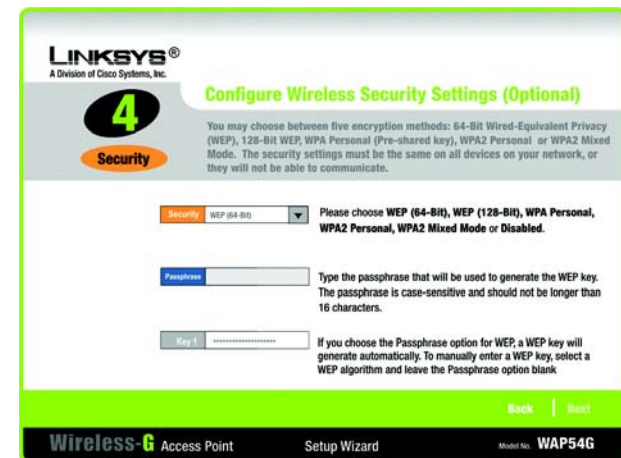 LINKSYS®
A Division of Cisco Systems, Inc.
4
Security
Configure Wireless Security Settings (Optional)
You may choose between five encryption methods: 64-Bit Wired-Equivalent Privacy
(WEP), 128-Bit WEP, WPA Personal (Pre-shared key), WPA2 Personal or WPA2 Mixed
Mode. The security settings must be the same on all devices on your network, or
they will not be able to communicate.
Security WEP (64-Bit)
Please choose WEP (64-Bit), WEP (128-Bit), WPA Personal,
WPA2 Personal, WPA2 Mixed Mode or Disabled.
Passphrase
Type the passphrase that will be used to generate the WEP key.
The passphrase is case-sensitive and should not be longer than
16 characters.
Key 1 ********************
If you choose the Passphrase option for WEP, a WEP key will
generate automatically. To manually enter a WEP key, select a
WEP algorithm and leave the Passphrase option blank
Back | Next
Wireless-G Access Point Setup Wizard Model No. WAP54G